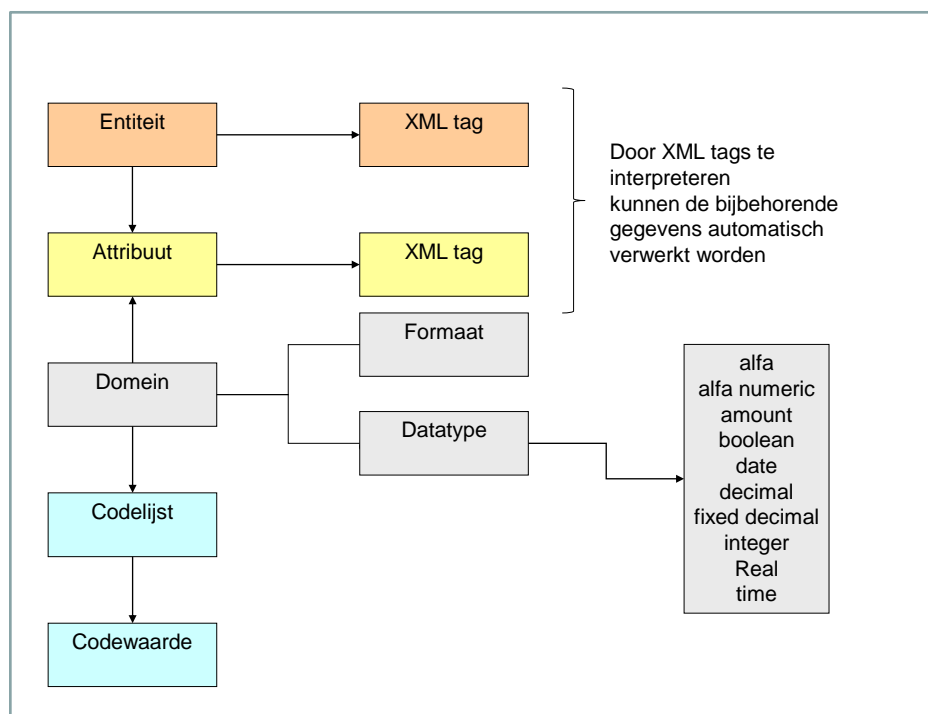 Entiteit
XML tag
Door XML tags te
interpreteren
kunnen de bijbehorende
gegevens automatisch
verwerkt worden
Attribuut
XML tag
Formaat
Domein
Datatype
alfa
alfa numeric
amount
boolean
date
decimal
fixed decimal
integer
Real
time
Codelijst
Codewaarde